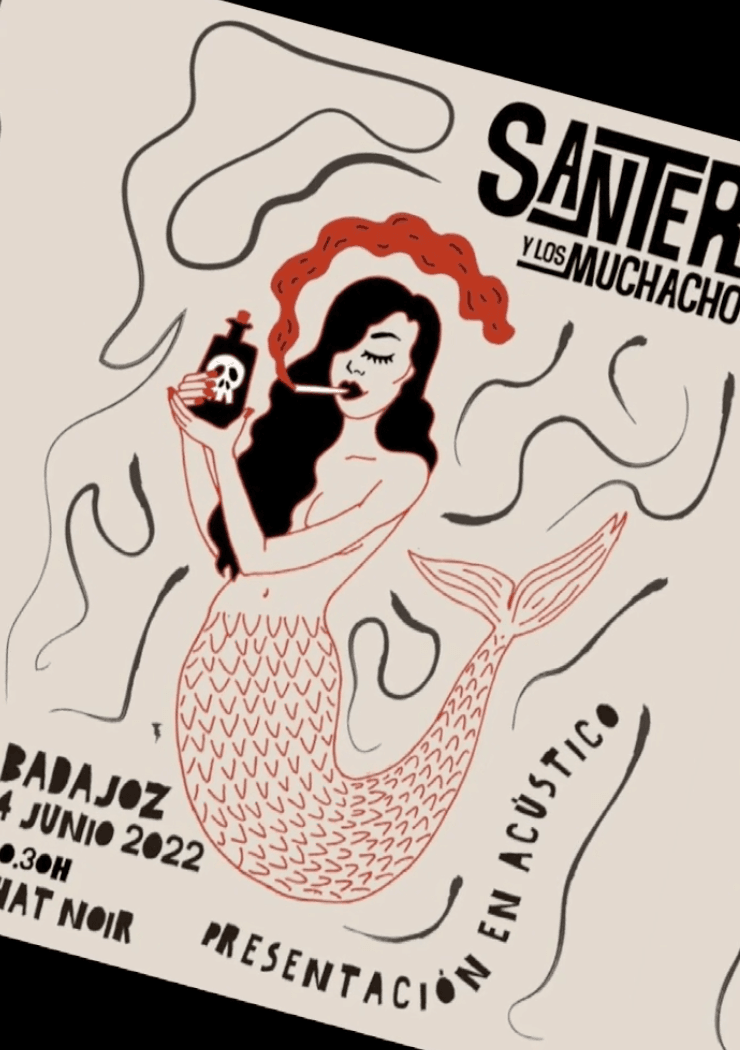 SANTER
Y LOS MUCHACHO
BADAJOZ
4 JUNIO 2022
0.30H
HAT NOIR
PRESENTACIÓN EN ACÚSTICO